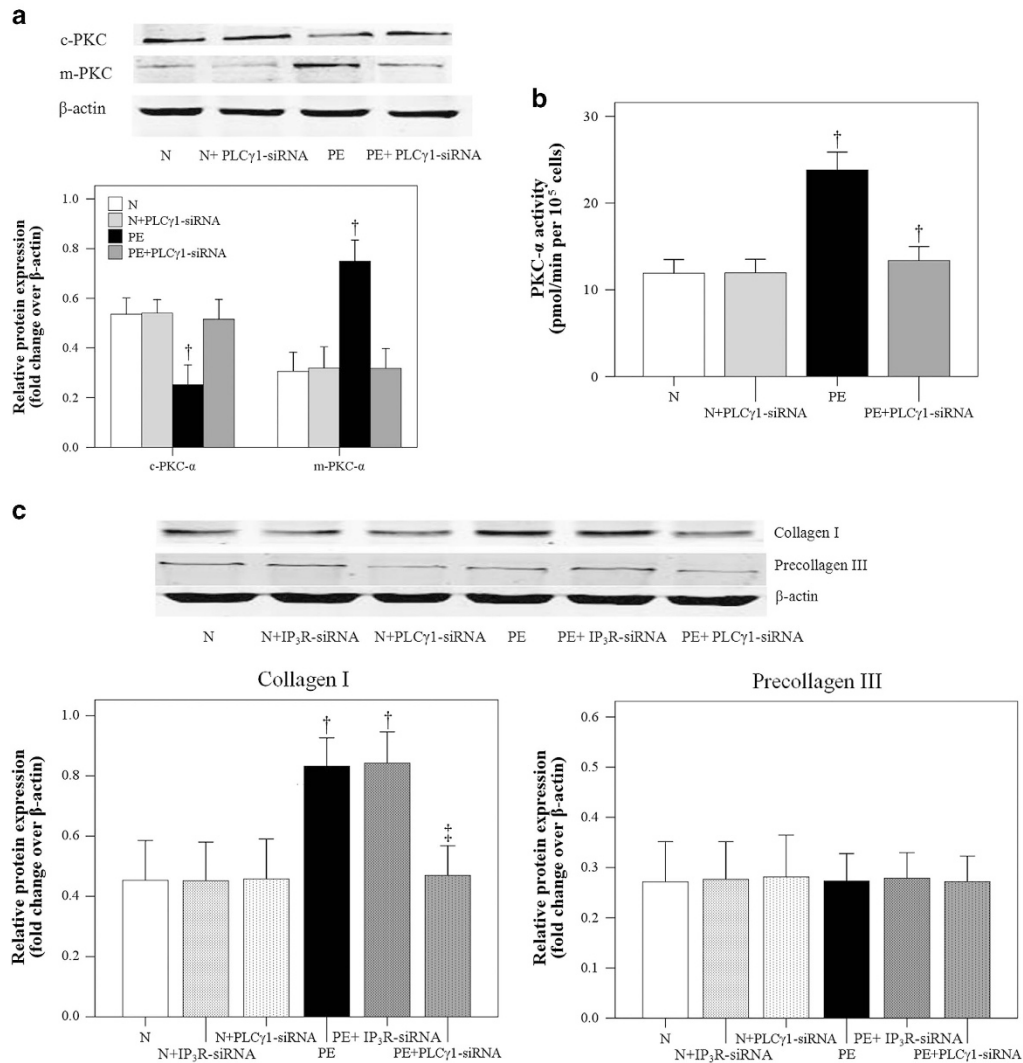 a
c-PKC
m-PKC
β-actin
N N+ PLCγ1-siRNA PE PE+ PLCγ1-siRNA
Relative protein expression
(fold change over β-actin)
1.0
0.8
0.6
0.4
0.2
0.0
N
N+PLCγ1-siRNA
PE
PE+PLCγ1-siRNA
†
†
c-PKC-α m-PKC-α
b
PKC-α activity
(pmol/min per 10⁵ cells)
30
20
10
0
†
†
N PE
N+PLCγ1-siRNA PE+PLCγ1-siRNA
c
Collagen I
Precollagen III
β-actin
N N+IP₃R-siRNA N+PLCγ1-siRNA PE PE+ IP₃R-siRNA PE+ PLCγ1-siRNA
Collagen I
Relative protein expression
(fold change over β-actin)
1.0
0.8
0.6
0.4
0.2
0.0
†
†
‡
N N+PLCγ1-siRNA PE+ IP₃R-siRNA
N+IP₃R-siRNA PE PE+PLCγ1-siRNA
Precollagen III
Relative protein expression
(fold change over β-actin)
0.6
0.5
0.4
0.3
0.2
0.1
0.0
N N+PLCγ1-siRNA PE+ IP₃R-siRNA
N+IP₃R-siRNA PE PE+PLCγ1-siRNA